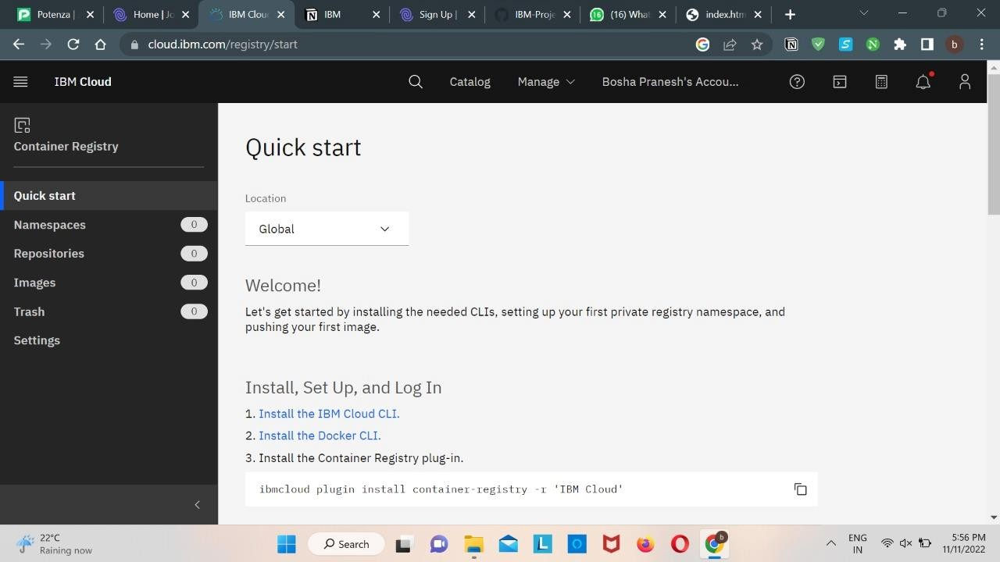 Potenza |
Home | Jo
IBM Clou
IBM
Sign Up |
IBM-Proje
16
(16) What
index.htm
cloud.ibm.com/registry/start
b
IBM Cloud
Catalog
Manage
Bosha Pranesh's Accou...
Container Registry
Quick start
Namespaces 0
Repositories 0
Images 0
Trash 0
Settings
Quick start
Location
Global
Welcome!
Let's get started by installing the needed CLIs, setting up your first private registry namespace, and
pushing your first image.
Install, Set Up, and Log In
1. Install the IBM Cloud CLI.
2. Install the Docker CLI.
3. Install the Container Registry plug-in.
ibmcloud plugin install container-registry -r 'IBM Cloud'
22°C
Raining now
Search
ENG
IN
5:56 PM
11/11/2022